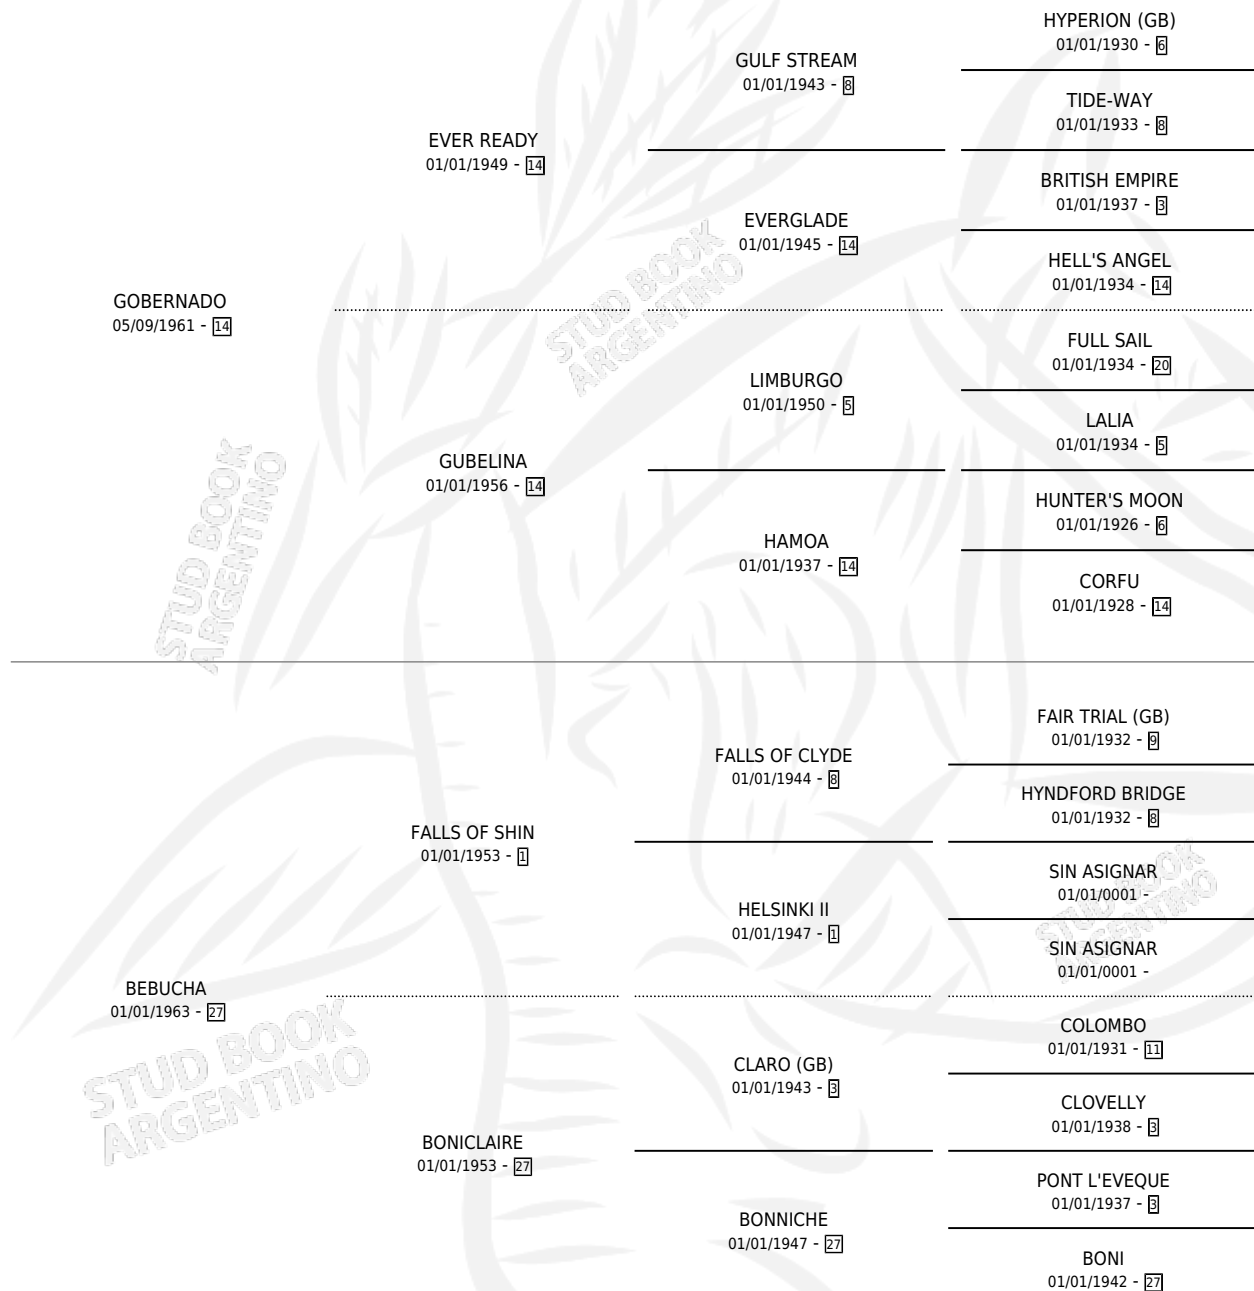 HYPERION (GB)
01/01/1930 - 6
GULF STREAM
01/01/1943 - 8
TIDE-WAY
01/01/1933 - 8
EVER READY
01/01/1949 - 14
BRITISH EMPIRE
01/01/1937 - 3
EVERGLADE
01/01/1945 - 14
HELL'S ANGEL
01/01/1934 - 14
GOBERNADO
05/09/1961 - 14
FULL SAIL
01/01/1934 - 20
LIMBURGO
01/01/1950 - 5
LALIA
01/01/1934 - 5
GUBELINA
01/01/1956 - 14
HUNTER'S MOON
01/01/1926 - 6
HAMOA
01/01/1937 - 14
CORFU
01/01/1928 - 14
FAIR TRIAL (GB)
01/01/1932 - 9
FALLS OF CLYDE
01/01/1944 - 8
HYNDFORD BRIDGE
01/01/1932 - 8
FALLS OF SHIN
01/01/1953 - 1
SIN ASIGNAR
01/01/0001 -
HELSINKI II
01/01/1947 - 1
SIN ASIGNAR
01/01/0001 -
BEBUCHA
01/01/1963 - 27
COLOMBO
01/01/1931 - 11
CLARO (GB)
01/01/1943 - 3
CLOVELLY
01/01/1938 - 3
BONICLAIRE
01/01/1953 - 27
PONT L'EVEQUE
01/01/1937 - 3
BONNICHE
01/01/1947 - 27
BONI
01/01/1942 - 27
STUD BOOK
ARGENTINO
STUD BOOK
ARGENTINO
STUD BOOK
ARGENTINO
STUD BOOK
ARGENTINO